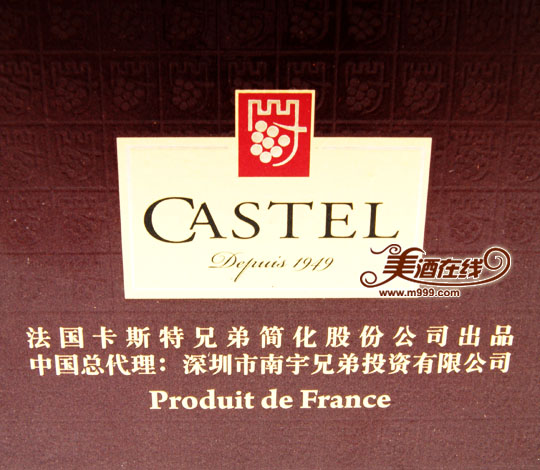 CASTEL
Depuis 1949
美酒在线
www.m999.com
法国卡斯特兄弟简化股份公司出品
中国总代理：深圳市南宇兄弟投资有限公司
Produit de France